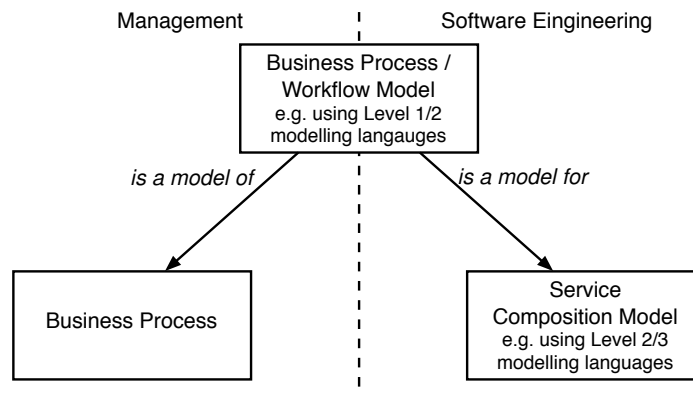 Management
Software Eingineering
Business Process /
Workflow Model
e.g. using Level 1/2
modelling langauges
is a model of
is a model for
Business Process
Service
Composition Model
e.g. using Level 2/3
modelling languages